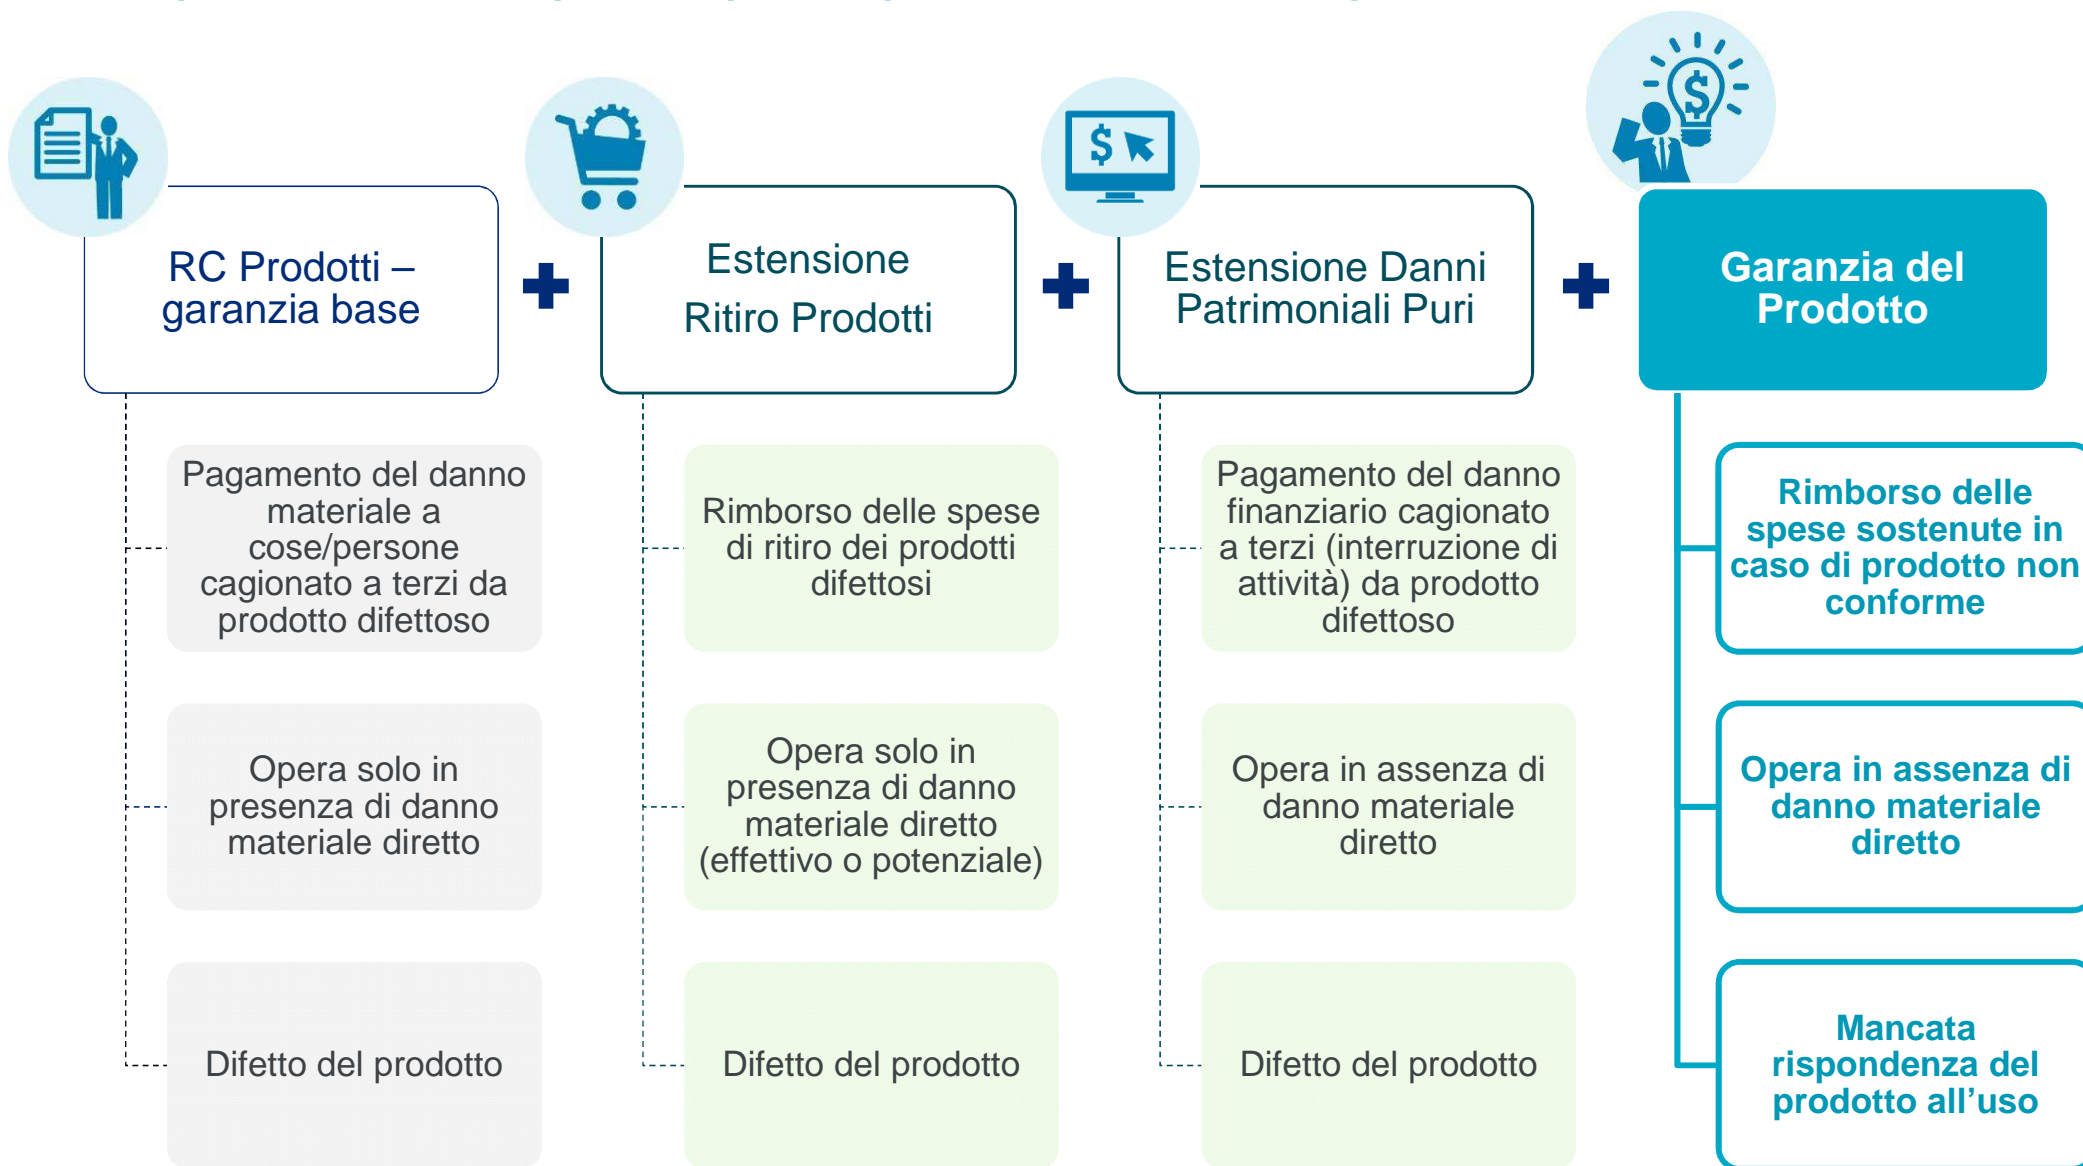 RC Prodotti –
garanzia base
Estensione
Ritiro Prodotti
Estensione Danni
Patrimoniali Puri
Garanzia del
Prodotto
Pagamento del danno
materiale a
cose/persone
cagionato a terzi da
prodotto difettoso
Rimborso delle spese
di ritiro dei prodotti
difettosi
Pagamento del danno
finanziario cagionato
a terzi (interruzione di
attività) da prodotto
difettoso
Rimborso delle
spese sostenute in
caso di prodotto non
conforme
Opera solo in
presenza di danno
materiale diretto
Opera solo in
presenza di danno
materiale diretto
(effettivo o potenziale)
Opera in assenza di
danno materiale
diretto
Opera in assenza di
danno materiale
diretto
Difetto del prodotto
Difetto del prodotto
Difetto del prodotto
Mancata
rispondenza del
prodotto all’uso